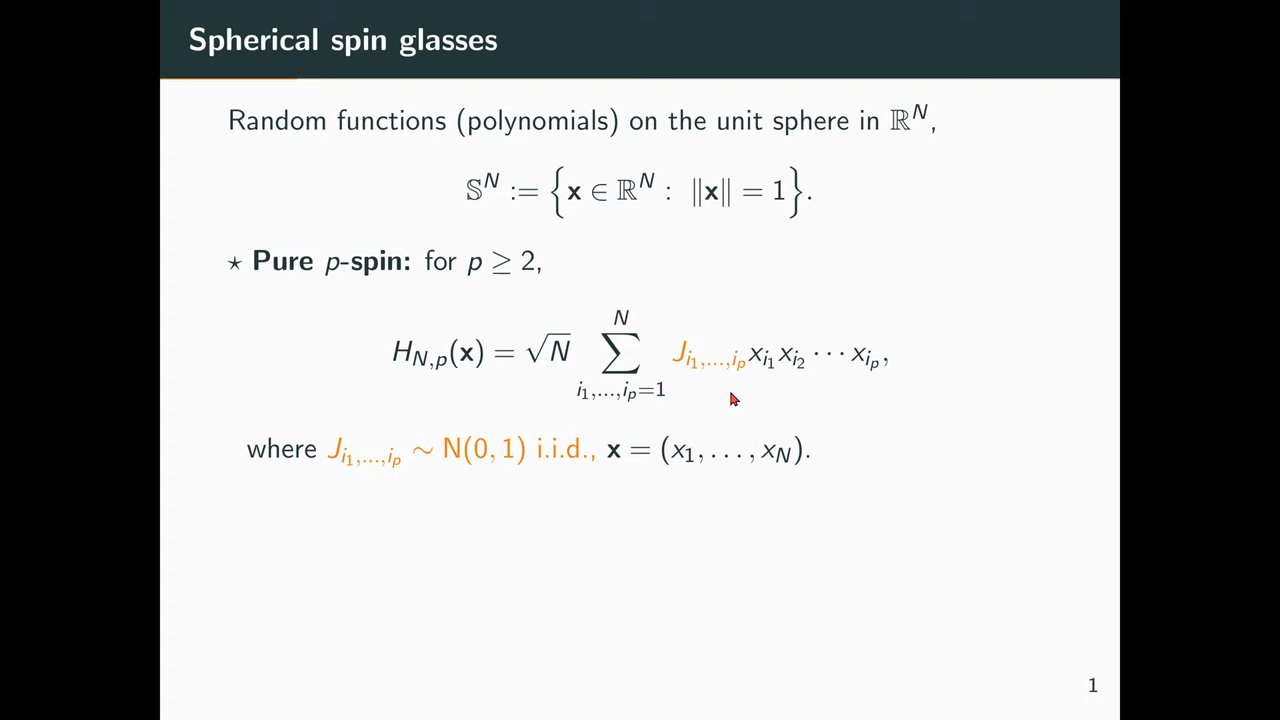 Spherical spin glasses
Random functions (polynomials) on the unit sphere in ℝ^N,
𝕊^N := {x ∈ ℝ^N : ‖x‖ = 1}.
⋆ Pure p-spin: for p ≥ 2,
H_{N,p}(x) = √N ∑_{i_1,...,i_p=1}^{N} J_{i_1,...,i_p} x_{i_1} x_{i_2} ··· x_{i_p},
where J_{i_1,...,i_p} ∼ N(0, 1) i.i.d., x = (x_1, . . . , x_N).
1